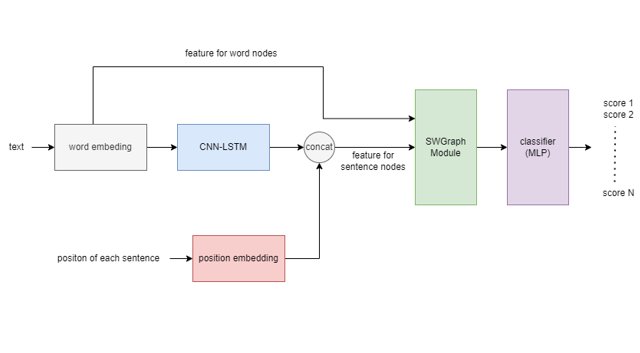 feature for word nodes
text
word embeding
CNN-LSTM
concat
feature for
sentence nodes
SWGraph
Module
classifier
(MLP)
score 1
score 2
score N
positon of each sentence
position embedding